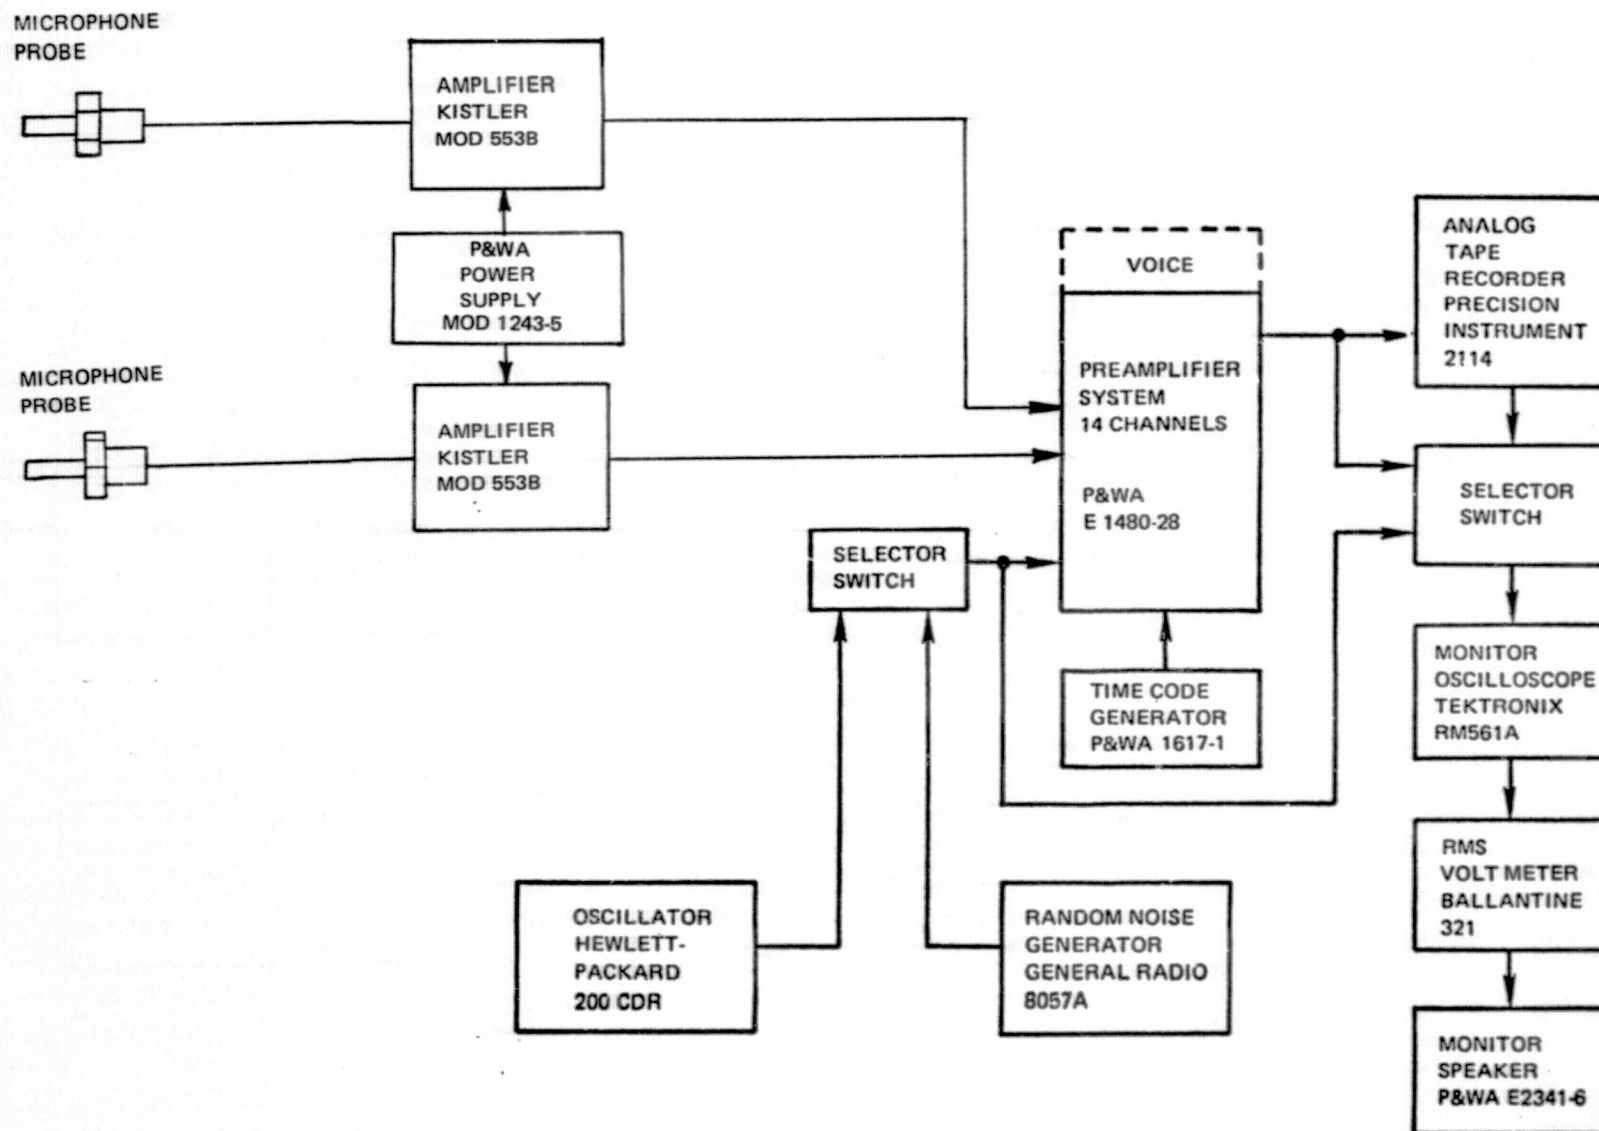 MICROPHONE
PROBE
AMPLIFIER
KISTLER
MOD 553B
P&WA
POWER
SUPPLY
MOD 1243-5
MICROPHONE
PROBE
AMPLIFIER
KISTLER
MOD 553B
VOICE
PREAMPLIFIER
SYSTEM
14 CHANNELS
P&WA
E 1480-28
SELECTOR
SWITCH
TIME CODE
GENERATOR
P&WA 1617-1
OSCILLATOR
HEWLETT-
PACKARD
200 CDR
RANDOM NOISE
GENERATOR
GENERAL RADIO
8057A
ANALOG
TAPE
RECORDER
PRECISION
INSTRUMENT
2114
SELECTOR
SWITCH
MONITOR
OSCILLOSCOPE
TEKTRONIX
RM561A
RMS
VOLT METER
BALLANTINE
321
MONITOR
SPEAKER
P&WA E2341-6